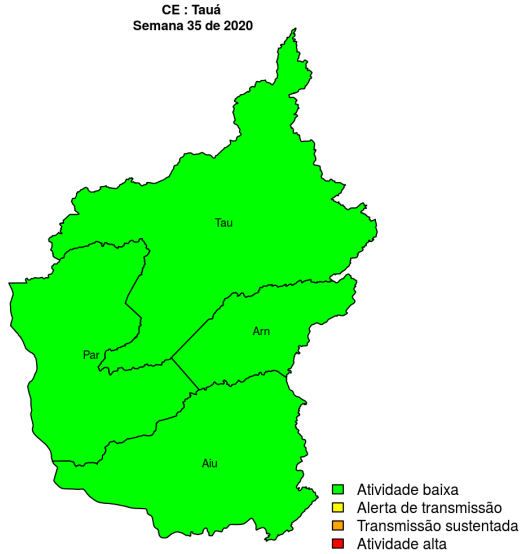 CE : Tauá
Semana 35 de 2020
Tau
Arn
Par
Aiu
Atividade baixa
Alerta de transmissão
Transmissão sustentada
Atividade alta